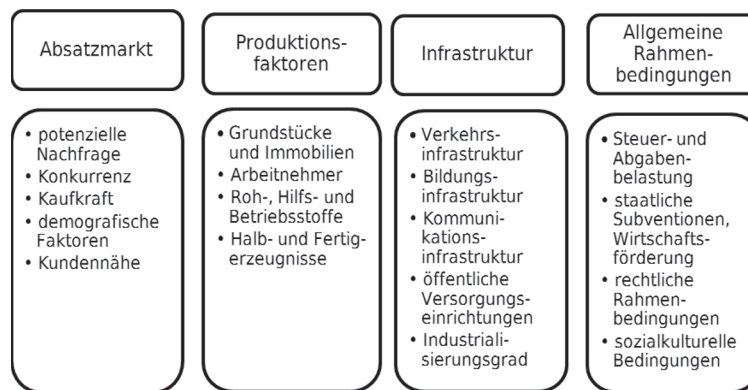 Absatzmarkt
• potenzielle
Nachfrage
• Konkurrenz
• Kaufkraft
• demografische
Faktoren
• Kundennähe
Produktions-
faktoren
• Grundstücke
und Immobilien
• Arbeitnehmer
• Roh-, Hilfs- und
Betriebsstoffe
• Halb- und Fertig-
erzeugnisse
Infrastruktur
• Verkehrs-
infrastruktur
• Bildungs-
infrastruktur
• Kommuni-
kations-
infrastruktur
• öffentliche
Versorgungs-
einrichtungen
• Industriali-
sierungsgrad
Allgemeine
Rahmen-
bedingungen
• Steuer- und
Abgaben-
belastung
• staatliche
Subventionen,
Wirtschafts-
förderung
• rechtliche
Rahmen-
bedingungen
• sozialkulturelle
Bedingungen